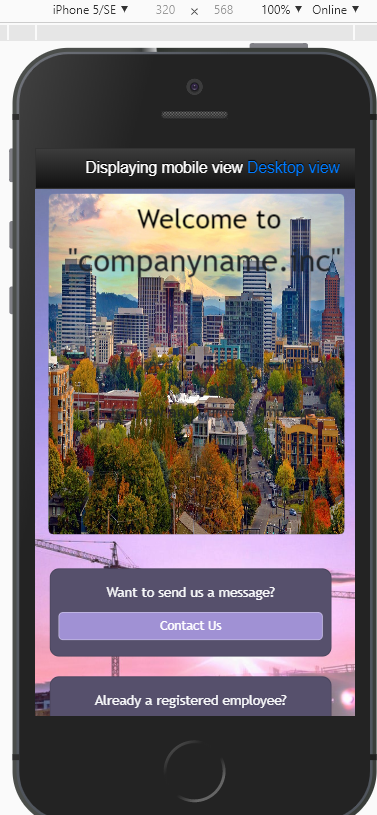 iPhone 5/SE ▼ 320 × 568 100% ▼ Online ▼
Displaying mobile view Desktop view
Welcome to
"companyname.inc"
Want to send us a message?
Contact Us
Already a registered employee?